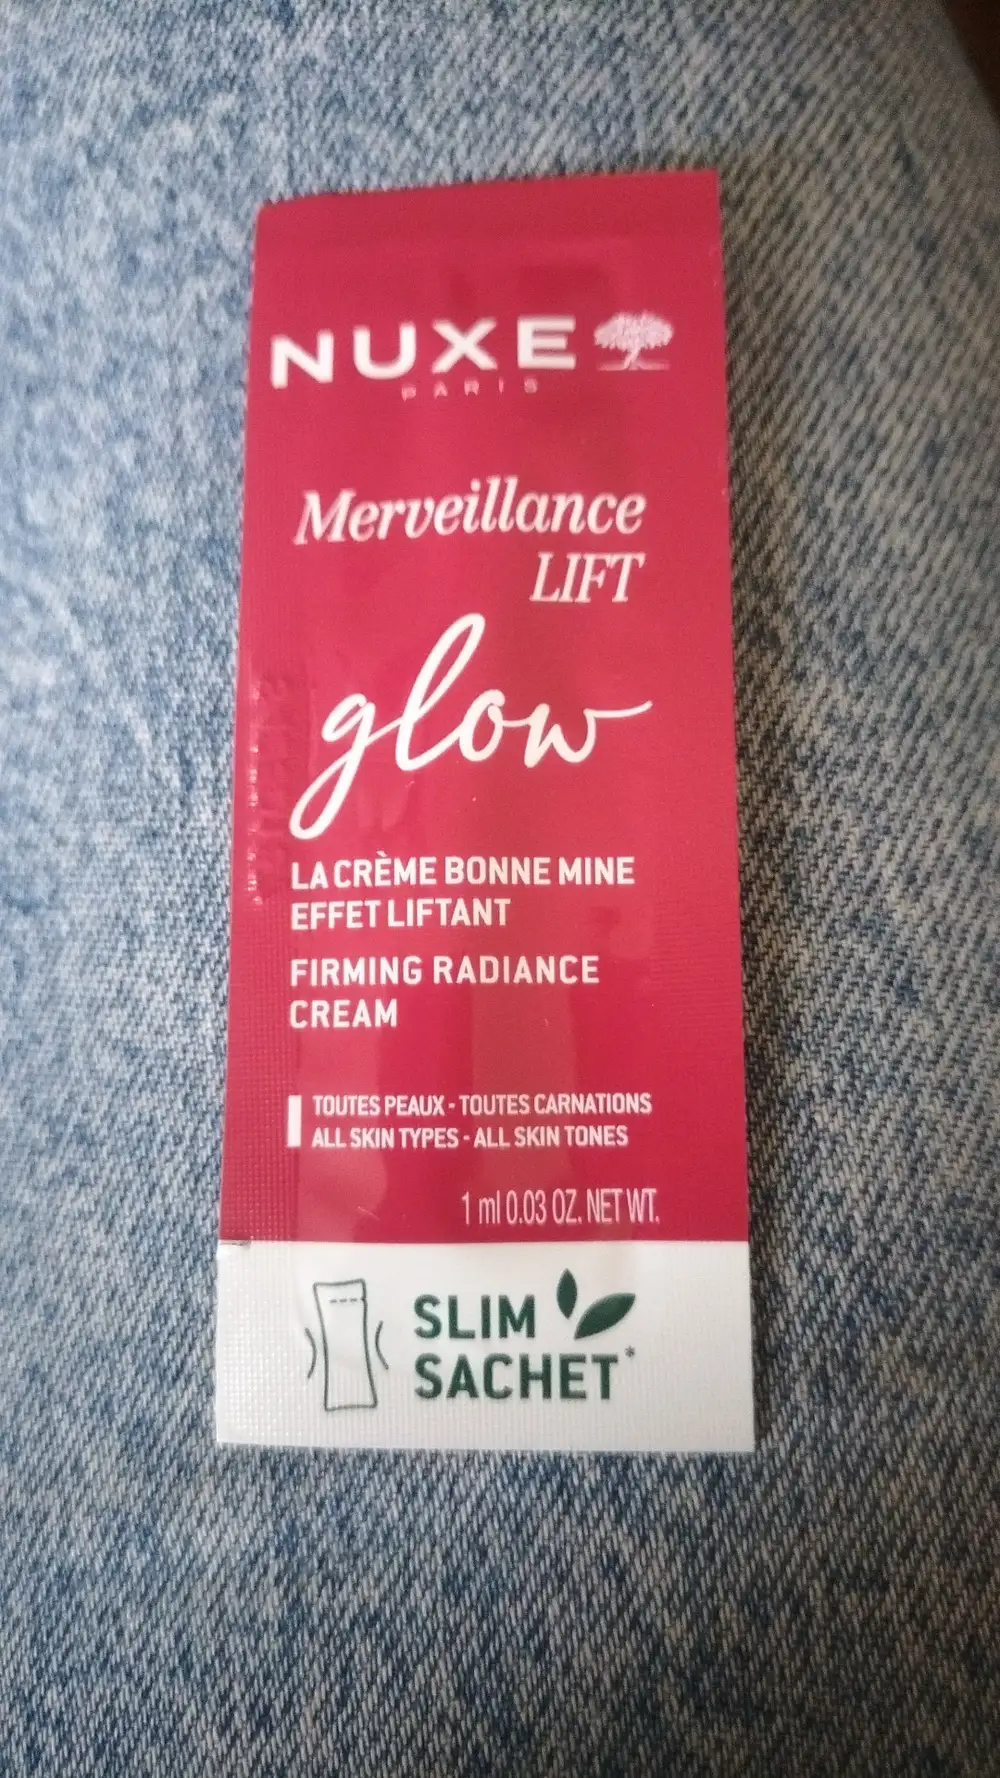 NUXE
PARIS
Merveillance
LIFT
glow
LA CRÈME BONNE MINE
EFFET LIFTANT
FIRMING RADIANCE
CREAM
TOUTES PEAUX - TOUTES CARNATIONS
ALL SKIN TYPES - ALL SKIN TONES
1 ml 0.03 OZ. NET WT.
SLIM
SACHET*